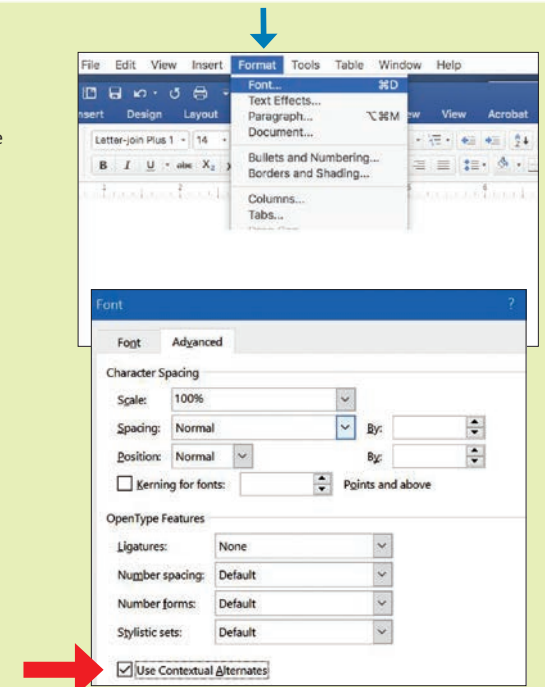 File Edit View Insert Format Tools Table Window Help
Font... ⌘D
Text Effects...
Paragraph... ⌥⌘M
Document...
Bullets and Numbering...
Borders and Shading...
Columns...
Tabs...
nsert Design Layout ew View Acrobat
Letter-join Plus 1 14
B I U abc X₂
e
Font ?
Font Advanced
Character Spacing
Scale: 100%
Spacing: Normal By:
Position: Normal By:
Kerning for fonts: Points and above
OpenType Features
Ligatures: None
Number spacing: Default
Number forms: Default
Stylistic sets: Default
Use Contextual Alternates